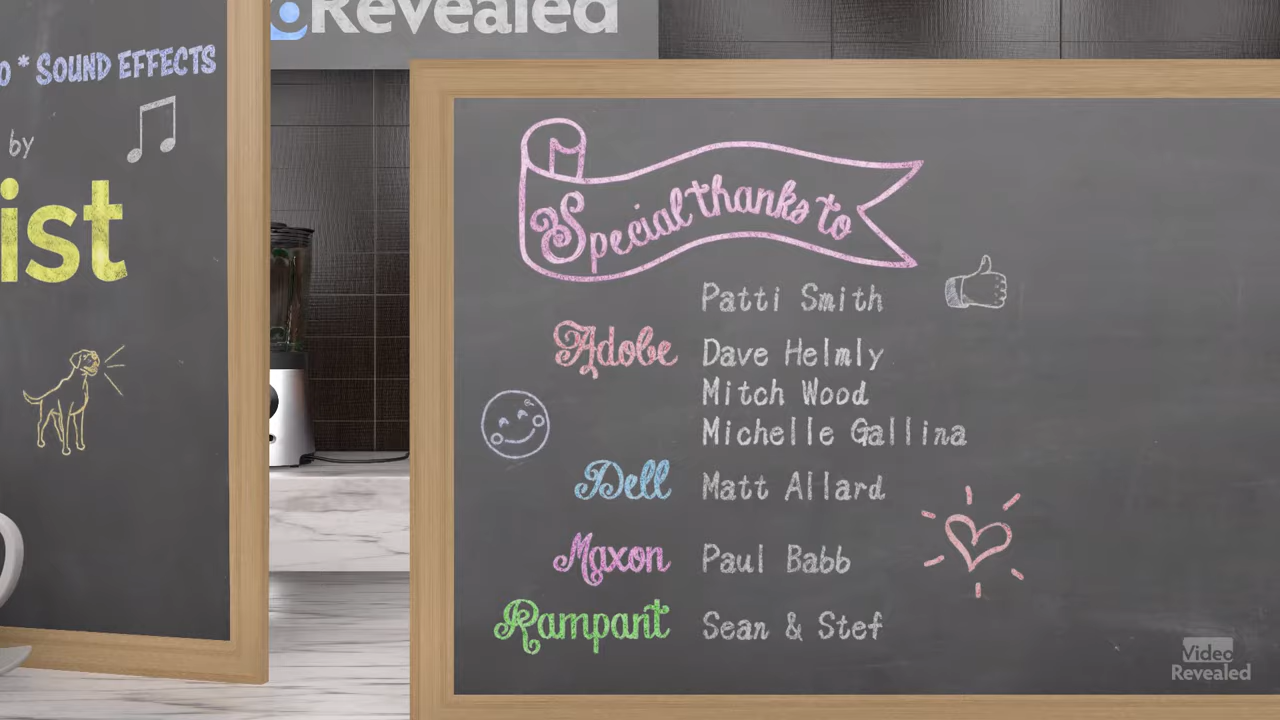 Revealed
* SOUND EFFECTS
by
ist
Special thanks to
Patti Smith
Adobe Dave Helmly
Mitch Wood
Michelle Gallina
Dell Matt Allard
Maxon Paul Babb
Rampant Sean & Stef
Video
Revealed